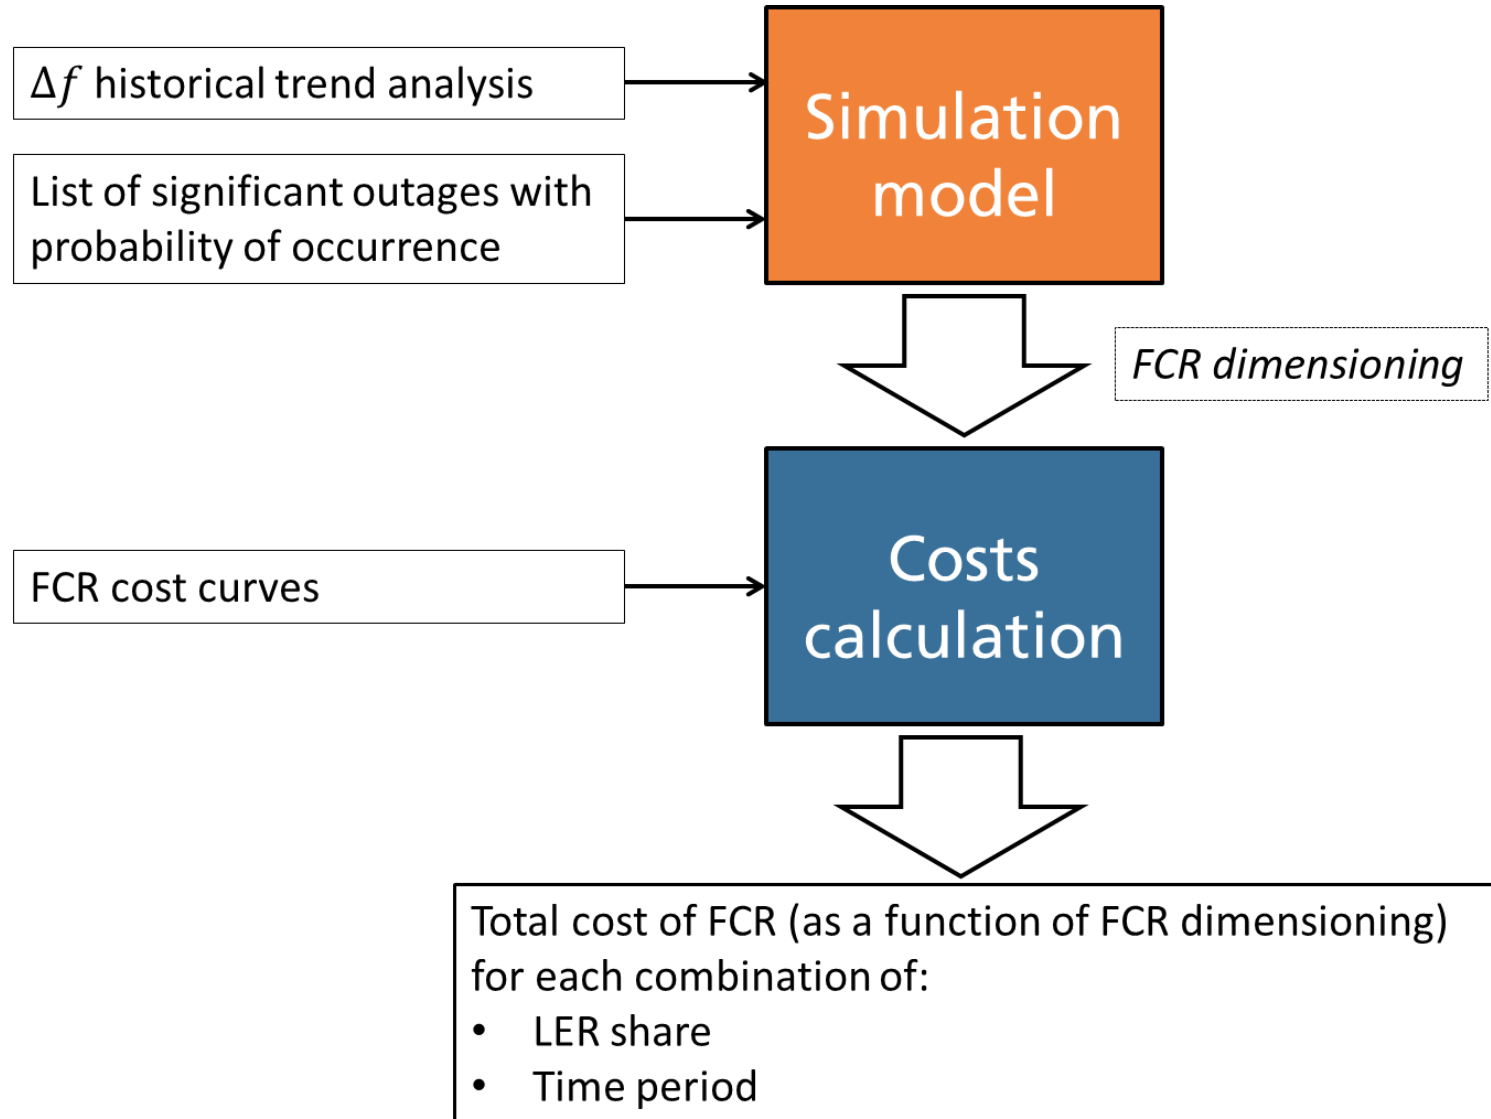 Δf historical trend analysis
List of significant outages with
probability of occurrence
Simulation
model
FCR dimensioning
FCR cost curves
Costs
calculation
Total cost of FCR (as a function of FCR dimensioning)
for each combination of:
• LER share
• Time period